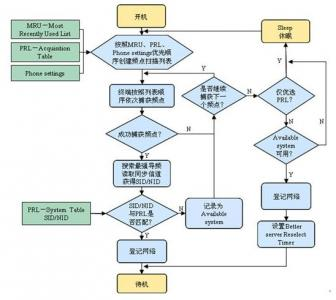 开机
MRU－Most
Recently Used List
PRL－Acquisition
Table
Phone settings
按照MRU、PRL、
Phone settings优先顺
序创建频点扫描列表
终端按照列表顺
序依次捕获频点
成功捕获频点？
N
Y
搜索最强导频
读取同步信道
获得SID/NID
PRL－System Table
SID/NID
SID/NID
与PRL是
否匹配？
N
Y
记录为
Available
system
登记网络
待机
Sleep
休眠
Y
是否继续
捕获下一
个频点？
N
仅优选
PRL？
Y
N
Available
system
可用？
N
Y
登记网络
设置Better
server Reselect
Timer